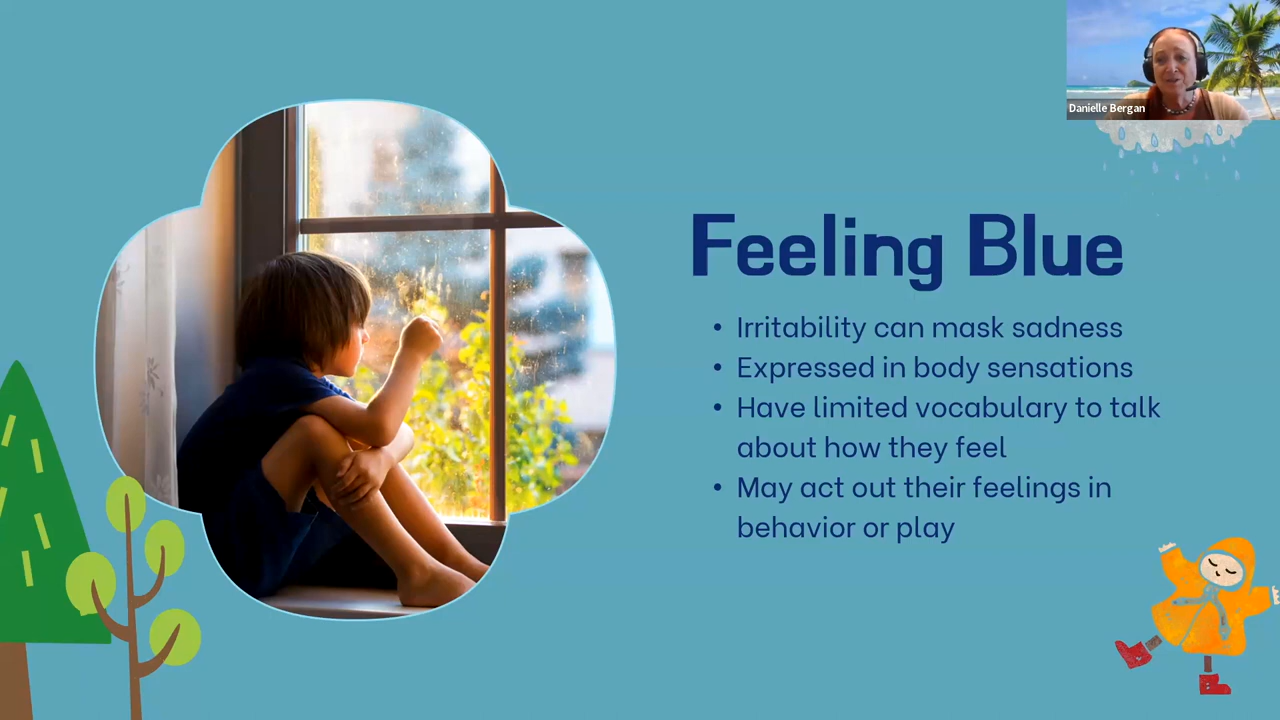 Danielle Bergan
Feeling Blue
• Irritability can mask sadness
• Expressed in body sensations
• Have limited vocabulary to talk
about how they feel
• May act out their feelings in
behavior or play